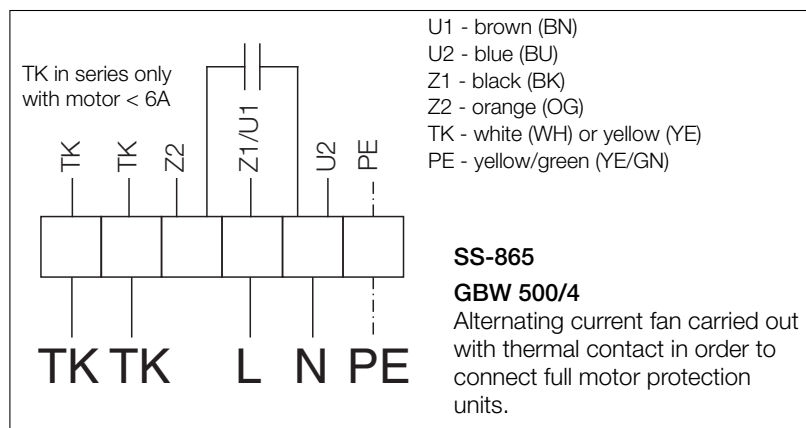 TK in series only
with motor < 6A
TK
TK
Z2
Z1/U1
U2
PE
TK TK L N PE
U1 - brown (BN)
U2 - blue (BU)
Z1 - black (BK)
Z2 - orange (OG)
TK - white (WH) or yellow (YE)
PE - yellow/green (YE/GN)
SS-865
GBW 500/4
Alternating current fan carried out
with thermal contact in order to
connect full motor protection
units.